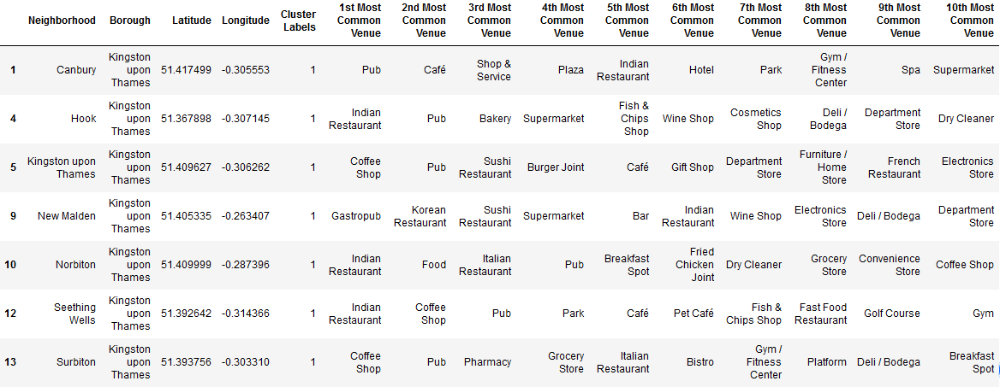 Neighborhood Borough Latitude Longitude Cluster Labels 1st Most Common Venue 2nd Most Common Venue 3rd Most Common Venue 4th Most Common Venue 5th Most Common Venue 6th Most Common Venue 7th Most Common Venue 8th Most Common Venue 9th Most Common Venue 10th Most Common Venue
1 Canbury Kingston upon Thames 51.417499 -0.305553 1 Pub Café Shop & Service Plaza Indian Restaurant Hotel Park Gym / Fitness Center Spa Supermarket
4 Hook Kingston upon Thames 51.367898 -0.307145 1 Indian Restaurant Pub Bakery Supermarket Fish & Chips Shop Wine Shop Cosmetics Shop Deli / Bodega Department Store Dry Cleaner
5 Kingston upon Thames Kingston upon Thames 51.409627 -0.306262 1 Coffee Shop Pub Sushi Restaurant Burger Joint Café Gift Shop Department Store Furniture / Home Store French Restaurant Electronics Store
9 New Malden Kingston upon Thames 51.405335 -0.263407 1 Gastropub Korean Restaurant Sushi Restaurant Supermarket Bar Indian Restaurant Wine Shop Electronics Store Deli / Bodega Department Store
10 Norbiton Kingston upon Thames 51.409999 -0.287396 1 Indian Restaurant Food Italian Restaurant Pub Breakfast Spot Fried Chicken Joint Dry Cleaner Grocery Store Convenience Store Coffee Shop
12 Seething Wells Kingston upon Thames 51.392642 -0.314366 1 Indian Restaurant Coffee Shop Pub Park Café Pet Café Fish & Chips Shop Fast Food Restaurant Golf Course Gym
13 Surbiton Kingston upon Thames 51.393756 -0.303310 1 Coffee Shop Pub Pharmacy Grocery Store Italian Restaurant Bistro Gym / Fitness Center Platform Deli / Bodega Breakfast Spot